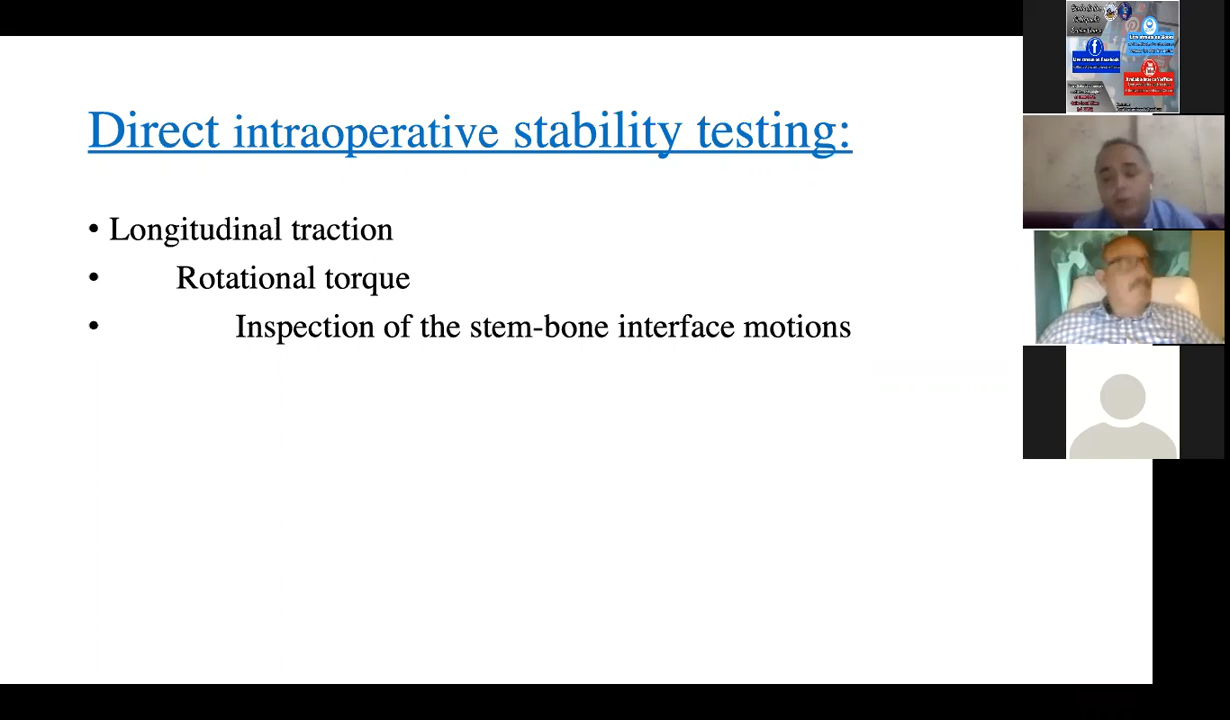 Direct intraoperative stability testing:
• Longitudinal traction
• Rotational torque
• Inspection of the stem-bone interface motions